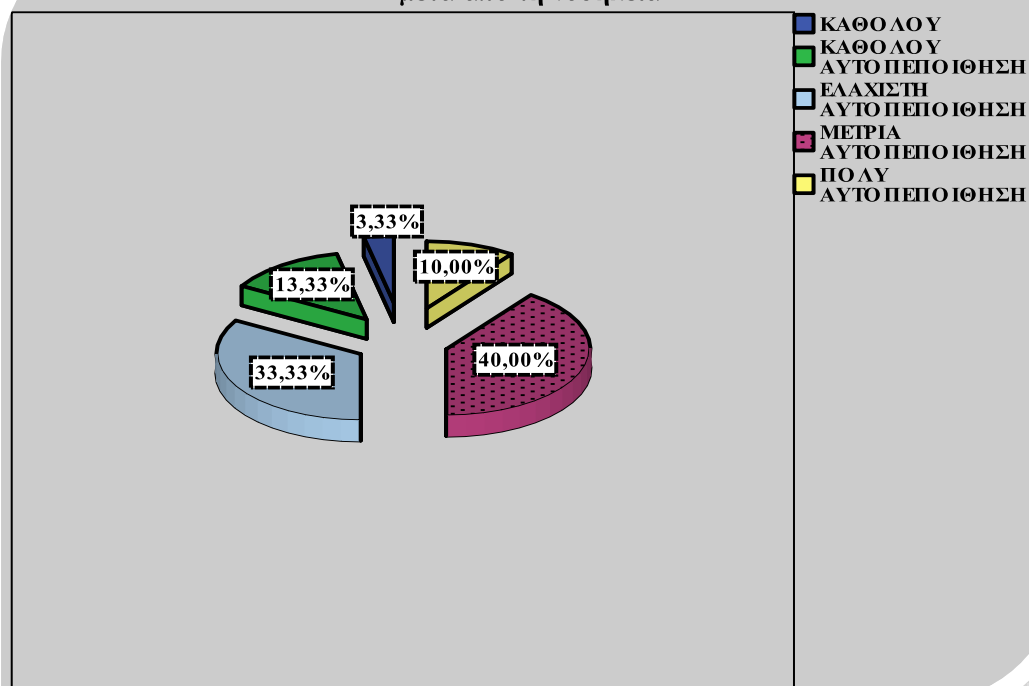 ΚΑΘΟΛΟΥ
ΚΑΘΟΛΟΥ
ΑΥΤΟΠΕΠΟΙΘΗΣΗ
ΕΛΑΧΙΣΤΗ
ΑΥΤΟΠΕΠΟΙΘΗΣΗ
ΜΕΤΡΙΑ
ΑΥΤΟΠΕΠΟΙΘΗΣΗ
ΠΟΛΥ
ΑΥΤΟΠΕΠΟΙΘΗΣΗ
3,33%
10,00%
13,33%
40,00%
33,33%